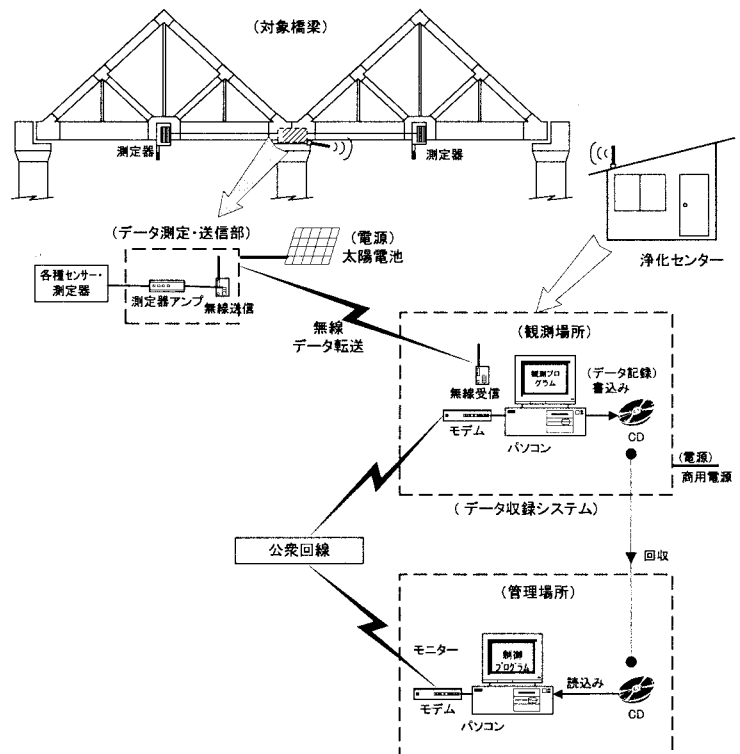 (対象橋梁)
測定器
測定器
(データ測定・送信部)
(電源)
太陽電池
浄化センター
各種センサー・
測定器
測定器アンプ
無線送信
無線
データ転送
(観測場所)
無線受信
観測プロ
グラム
(データ記録)
書込み
モデム
パソコン
CD
(電源)
商用電源
(データ収録システム)
公衆回線
回収
(管理場所)
モニター
制御
プログラム
読込み
モデム
パソコン
CD